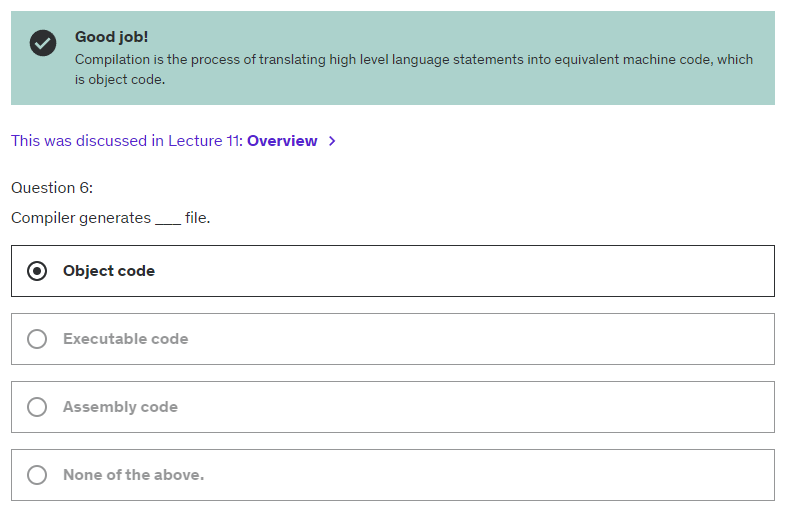 Good job!
Compilation is the process of translating high level language statements into equivalent machine code, which
is object code.
This was discussed in Lecture 11: Overview >
Question 6:
Compiler generates ___ file.
Object code
Executable code
Assembly code
None of the above.